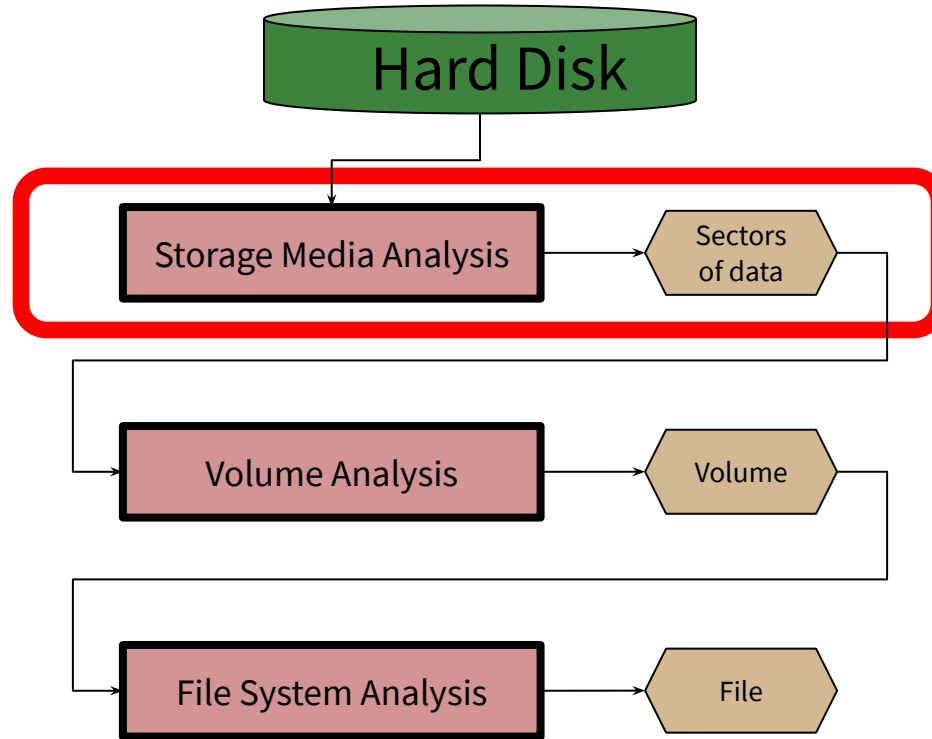 Hard Disk
Storage Media Analysis
Sectors
of data
Volume Analysis
Volume
File System Analysis
File